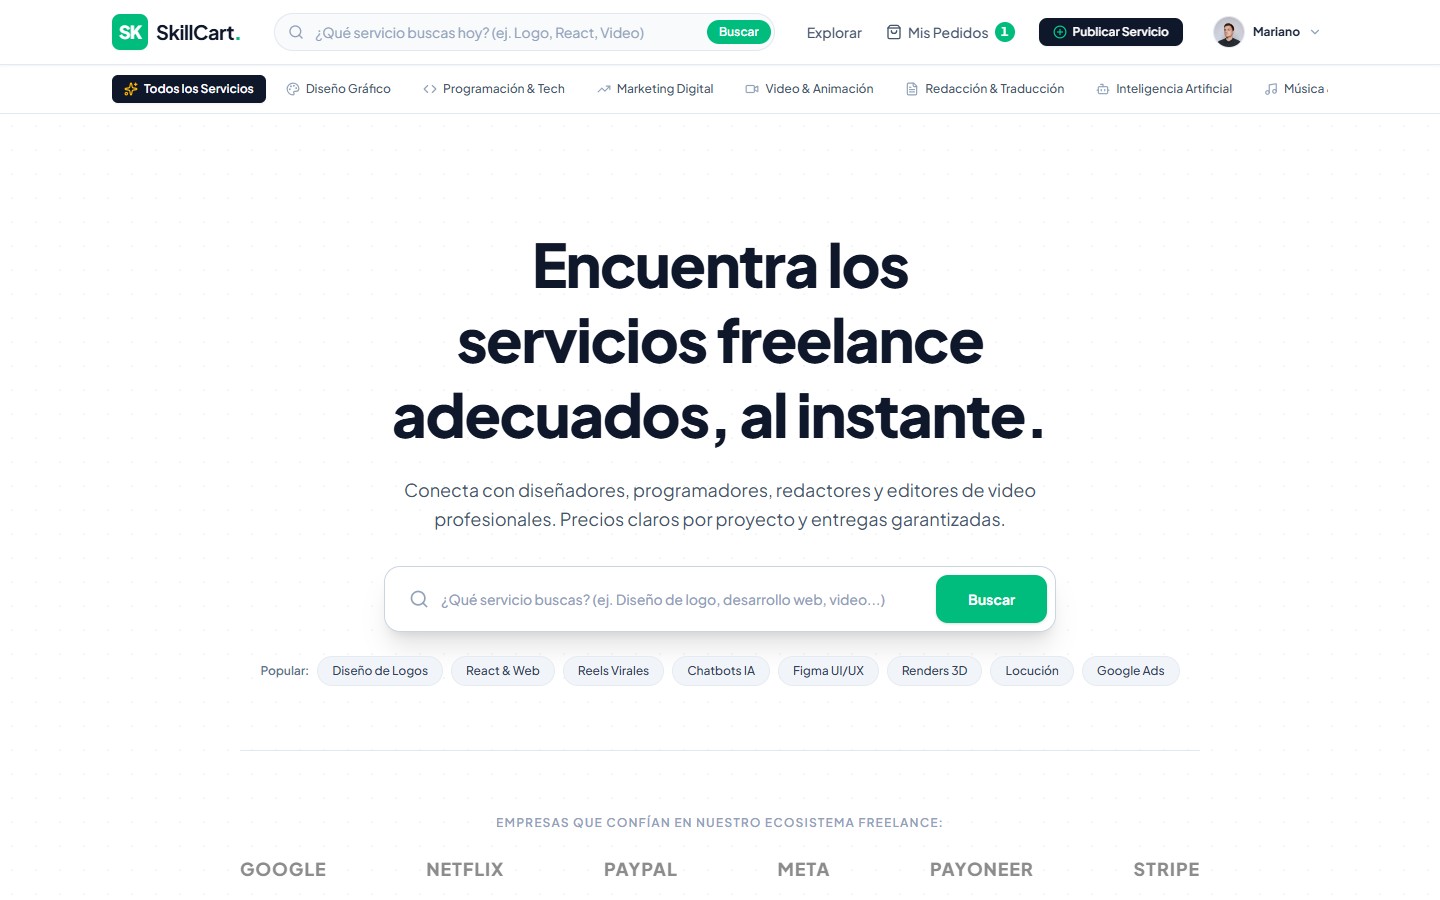 SK SkillCart. ¿Qué servicio buscas hoy? (ej. Logo, React, Video) Buscar Explorar Mis Pedidos 1 Publicar Servicio Mariano
Todos los Servicios Diseño Gráfico Programación & Tech Marketing Digital Video & Animación Redacción & Traducción Inteligencia Artificial Música
Encuentra los
servicios freelance
adecuados, al instante.
Conecta con diseñadores, programadores, redactores y editores de video
profesionales. Precios claros por proyecto y entregas garantizadas.
¿Qué servicio buscas? (ej. Diseño de logo, desarrollo web, video...) Buscar
Popular: Diseño de Logos React & Web Reels Virales Chatbots IA Figma UI/UX Renders 3D Locución Google Ads
EMPRESAS QUE CONFÍAN EN NUESTRO ECOSISTEMA FREELANCE:
GOOGLE NETFLIX PAYPAL META PAYONEER STRIPE